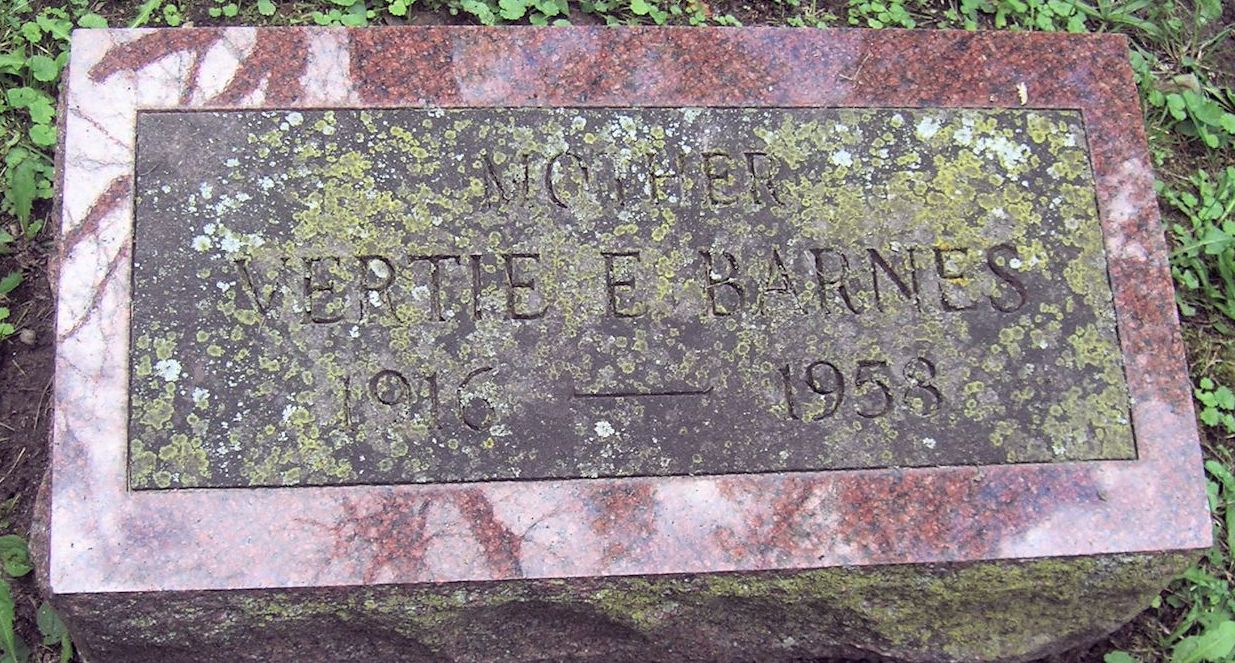 MOTHER
VERTIE E. BARNES
1916 — 1958